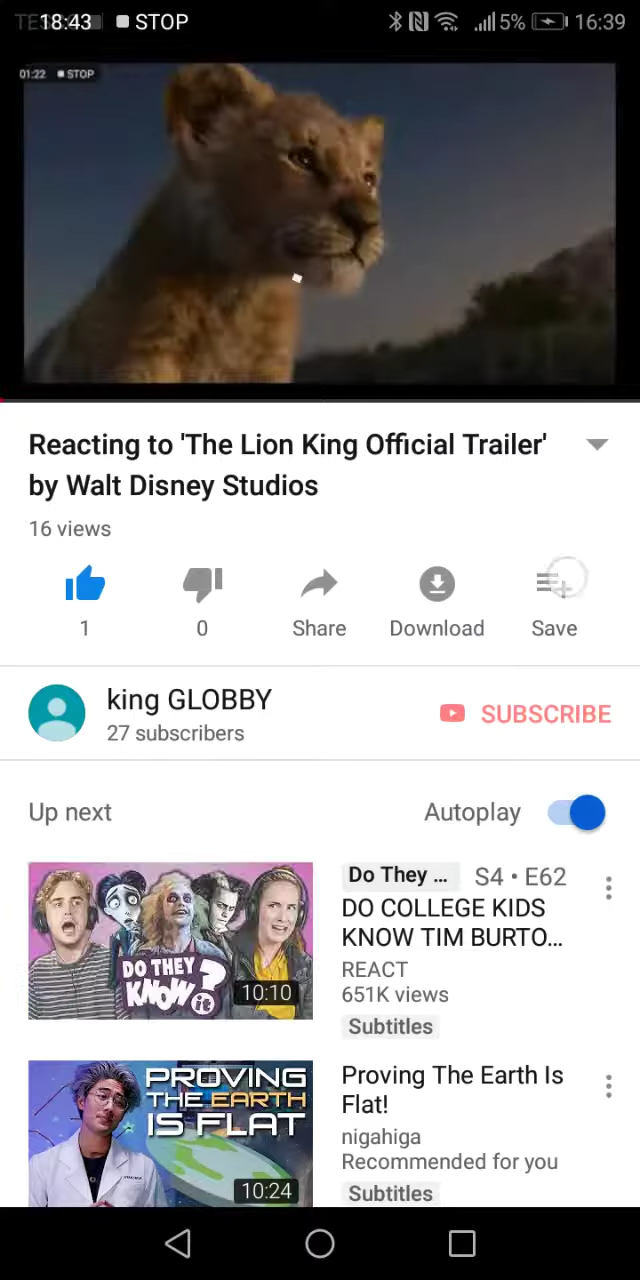 18:43 STOP 5% 16:39
01:22 STOP
Reacting to 'The Lion King Official Trailer'
by Walt Disney Studios
16 views
1 0 Share Download Save
king GLOBBY
27 subscribers
SUBSCRIBE
Up next Autoplay
DO THEY
KNOW it?
10:10
Do They ... S4 • E62
DO COLLEGE KIDS
KNOW TIM BURTO...
REACT
651K views
Subtitles
PROVING
THE EARTH
IS FLAT
10:24
Proving The Earth Is
Flat!
nigahiga
Recommended for you
Subtitles